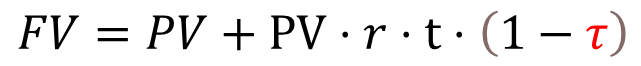 FV = PV + PV · r · t · (1 − τ)